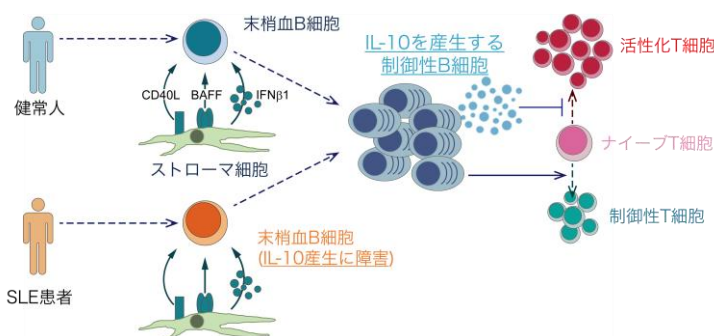 末梢血B細胞
IL-10を産生する
制御性B細胞
活性化T細胞
CD40L
BAFF
IFNβ1
健常人
ナイーブT細胞
ストローマ細胞
制御性T細胞
末梢血B細胞
(IL-10産生に障害)
SLE患者